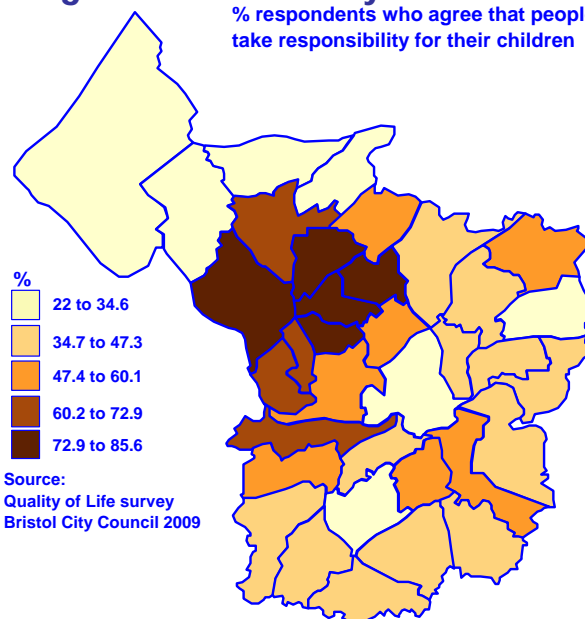 % respondents who agree that peopl
take responsibility for their children
%
22 to 34.6
34.7 to 47.3
47.4 to 60.1
60.2 to 72.9
72.9 to 85.6
Source:
Quality of Life survey
Bristol City Council 2009